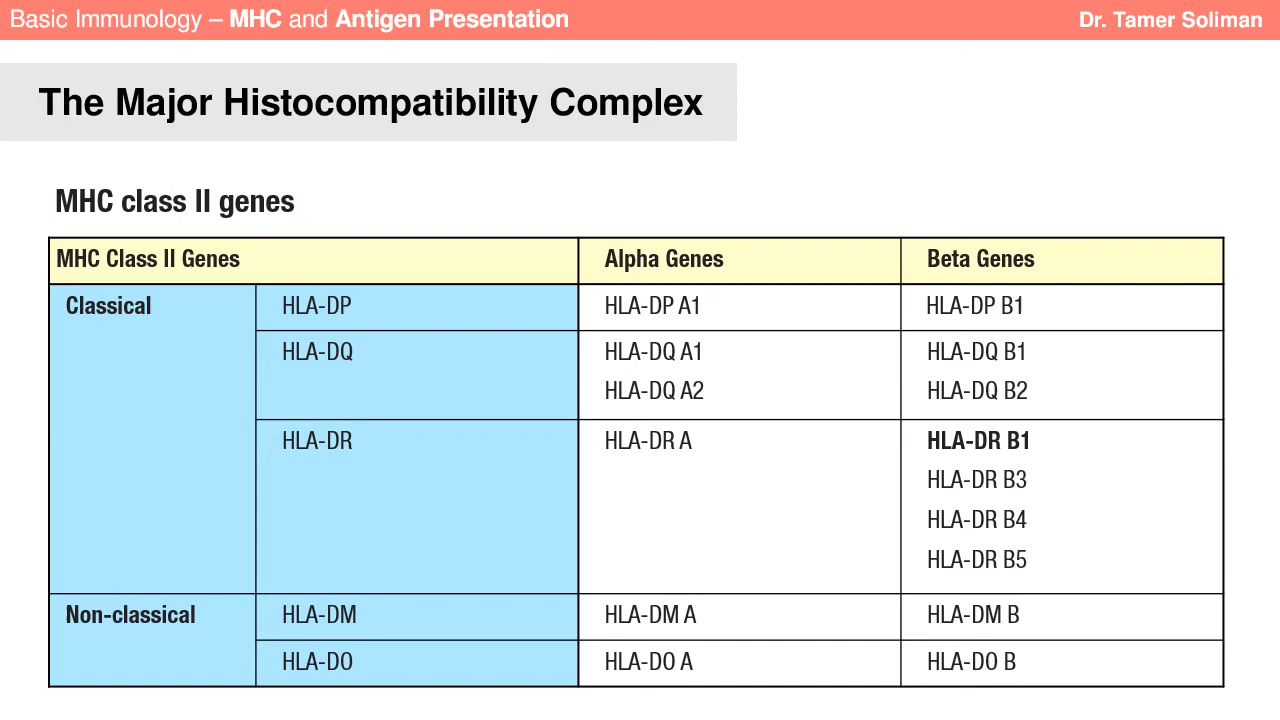 Basic Immunology – MHC and Antigen Presentation
Dr. Tamer Soliman
The Major Histocompatibility Complex
MHC class II genes
MHC Class II Genes Alpha Genes Beta Genes
Classical HLA-DP HLA-DP A1 HLA-DP B1
HLA-DQ HLA-DQ A1 HLA-DQ B1
HLA-DQ A2 HLA-DQ B2
HLA-DR HLA-DR A HLA-DR B1
HLA-DR B3
HLA-DR B4
HLA-DR B5
Non-classical HLA-DM HLA-DM A HLA-DM B
HLA-DO HLA-DO A HLA-DO B